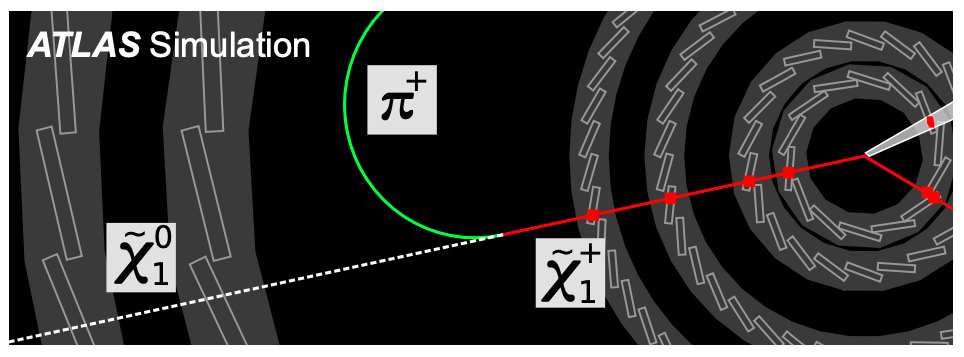 ATLAS Simulation
π⁺
χ̃₁⁰
χ̃₁⁺